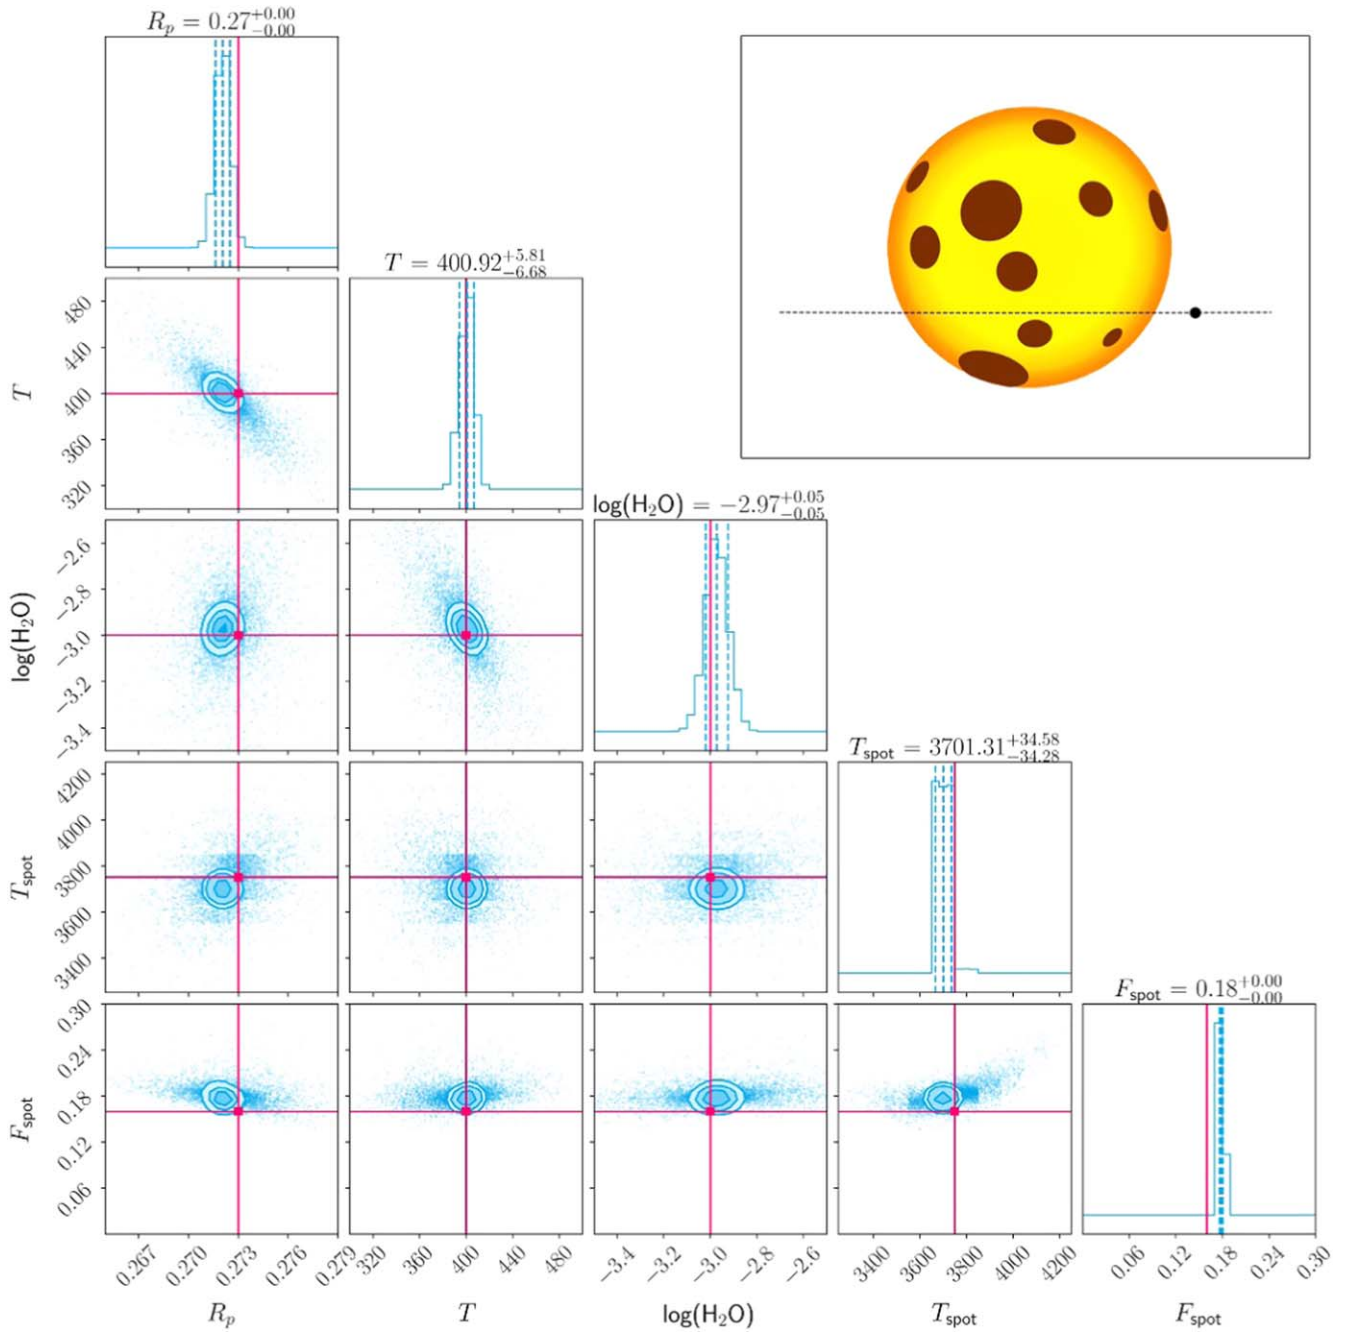 R_p = 0.27^{+0.00}_{-0.00}
T = 400.92^{+5.81}_{-6.68}
480
440
400
360
320
T
log(H₂O) = −2.97^{+0.05}_{-0.05}
−2.6
−2.8
−3.0
−3.2
−3.4
log(H₂O)
T_spot = 3701.31^{+34.58}_{-34.28}
4200
4000
3800
3600
3400
T_spot
F_spot = 0.18^{+0.00}_{-0.00}
0.30
0.24
0.18
0.12
0.06
F_spot
0.267 0.270 0.273 0.276 0.279 320 360 400 440 480 −3.4 −3.2 −3.0 −2.8 −2.6 3400 3600 3800 4000 4200 0.06 0.12 0.18 0.24 0.30
R_p T log(H₂O) T_spot F_spot